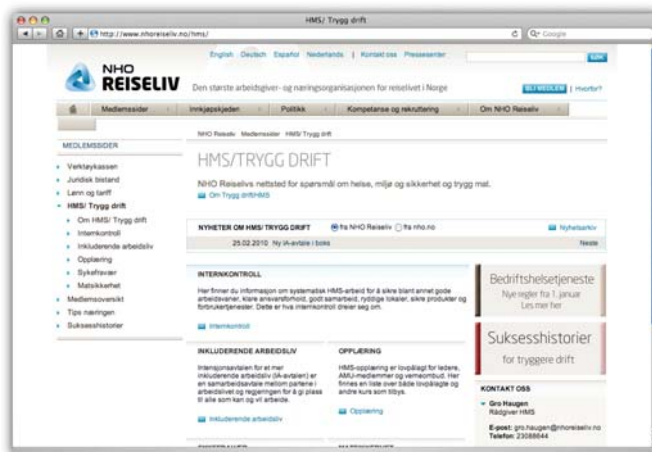 HMS/ Trygg drift
http://www.nhoreiseliv.no/hms/
Google
English Deutsch Español Nederlands | Kontakt oss Pressesenter
SØK
NHO
REISELIV
Den største arbeidsgiver- og næringsorganisasjonen for reiselivet i Norge
BLI MEDLEM | Hvorfor?
Medlemssider Innkjøpskjeden Politikk Kompetanse og rekruttering Om NHO Reiseliv
NHO Reiseliv Medlemssider HMS/ Trygg drift
MEDLEMSSIDER
Verktøykassen
Juridisk bistand
Lønn og tariff
HMS/ Trygg drift
Om HMS/ Trygg drift
Internkontroll
Inkluderende arbeidsliv
Opplæring
Sykefravær
Matsikkerhet
Medlemsoversikt
Tips næringen
Suksesshistorier
HMS/TRYGG DRIFT
NHO Reiselivs nettsted for spørsmål om helse, miljø og sikkerhet og trygg mat.
Om Trygg drift/HMS
NYHETER OM HMS/ TRYGG DRIFT fra NHO Reiseliv fra nho.no Nyhetsarkiv
25.02.2010 Ny IA-avtale i boks Neste
INTERNKONTROLL
Her finner du informasjon om systematisk HMS-arbeid for å sikre blant annet gode
arbeidsvaner, klare ansvarsforhold, godt samarbeid, ryddige lokaler, sikre produkter og
forbrukertjenester. Dette er hva internkontroll dreier seg om.
Internkontroll
INKLUDERENDE ARBEIDSLIV
Intensjonsavtalen for et mer
inkluderende arbeidsliv (IA-avtalen) er
en samarbeidsavtale mellom partene i
arbeidslivet og regjeringen for å gi plass
til alle som kan og vil arbeide.
Inkluderende arbeidsliv
OPPLÆRING
HMS-opplæring er lovpålagt for ledere,
AMU-medlemmer og verneombud. Her
finnes en liste over både lovpålagte og
andre kurs som tilbys.
Opplæring
Bedriftshelsetjeneste
Nye regler fra 1. januar
Les mer her
Suksesshistorier
for tryggere drift
KONTAKT OSS
Gro Haugen
Rådgiver HMS
E-post: gro.haugen@nhoreiseliv.no
Telefon: 23088644